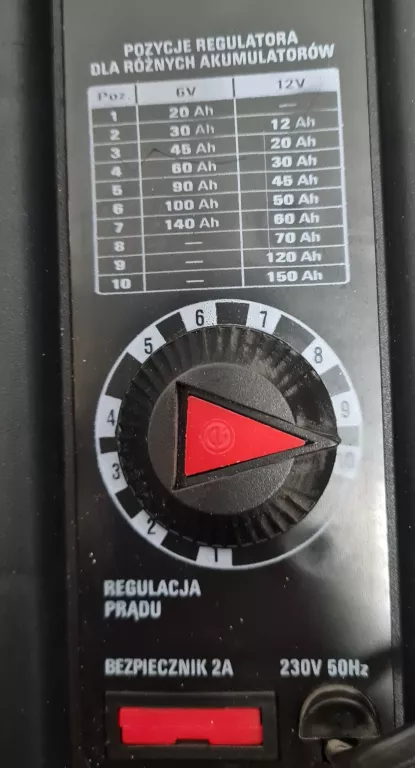 POZYCJE REGULATORA
DLA RÓŻNYCH AKUMULATORÓW
Poz. 6V 12V
1 20 Ah —
2 30 Ah 12 Ah
3 45 Ah 20 Ah
4 60 Ah 30 Ah
5 90 Ah 45 Ah
6 100 Ah 50 Ah
7 140 Ah 60 Ah
8 — 70 Ah
9 — 120 Ah
10 — 150 Ah
6 7
5 8
4 9
3 10
2 1
REGULACJA
PRĄDU
BEZPIECZNIK 2A 230V 50Hz